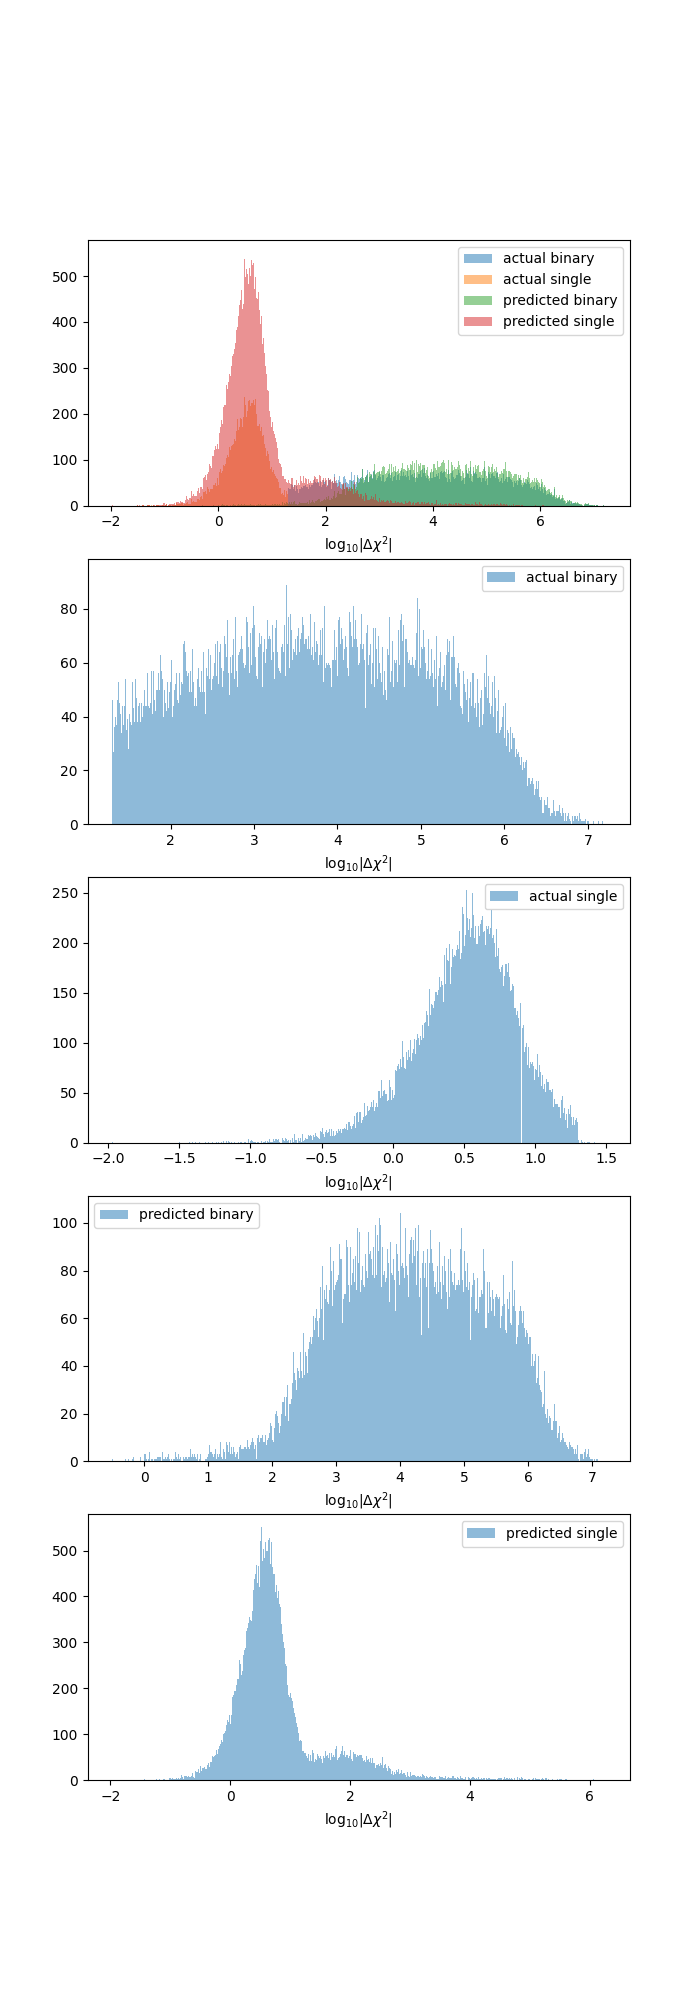 actual binary
actual single
predicted binary
predicted single
500
400
300
200
100
0
−2 0 2 4 6
log₁₀|Δχ²|
actual binary
80
60
40
20
0
2 3 4 5 6 7
log₁₀|Δχ²|
actual single
250
200
150
100
50
0
−2.0 −1.5 −1.0 −0.5 0.0 0.5 1.0 1.5
log₁₀|Δχ²|
predicted binary
100
80
60
40
20
0
0 1 2 3 4 5 6 7
log₁₀|Δχ²|
predicted single
500
400
300
200
100
0
−2 0 2 4 6
log₁₀|Δχ²|